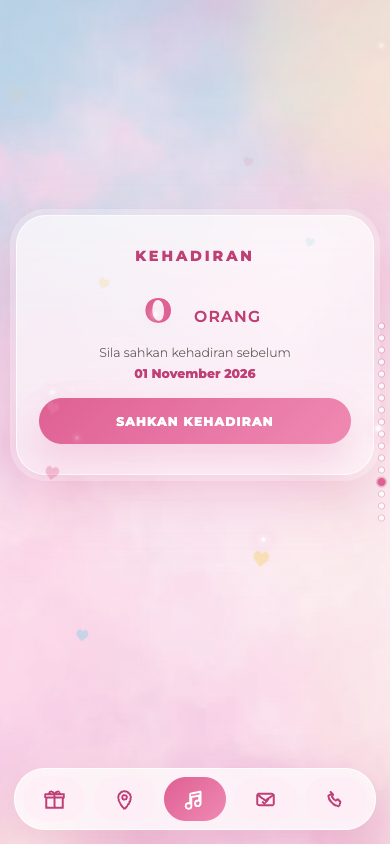 KEHADIRAN
0 ORANG
Sila sahkan kehadiran sebelum
01 November 2026
SAHKAN KEHADIRAN